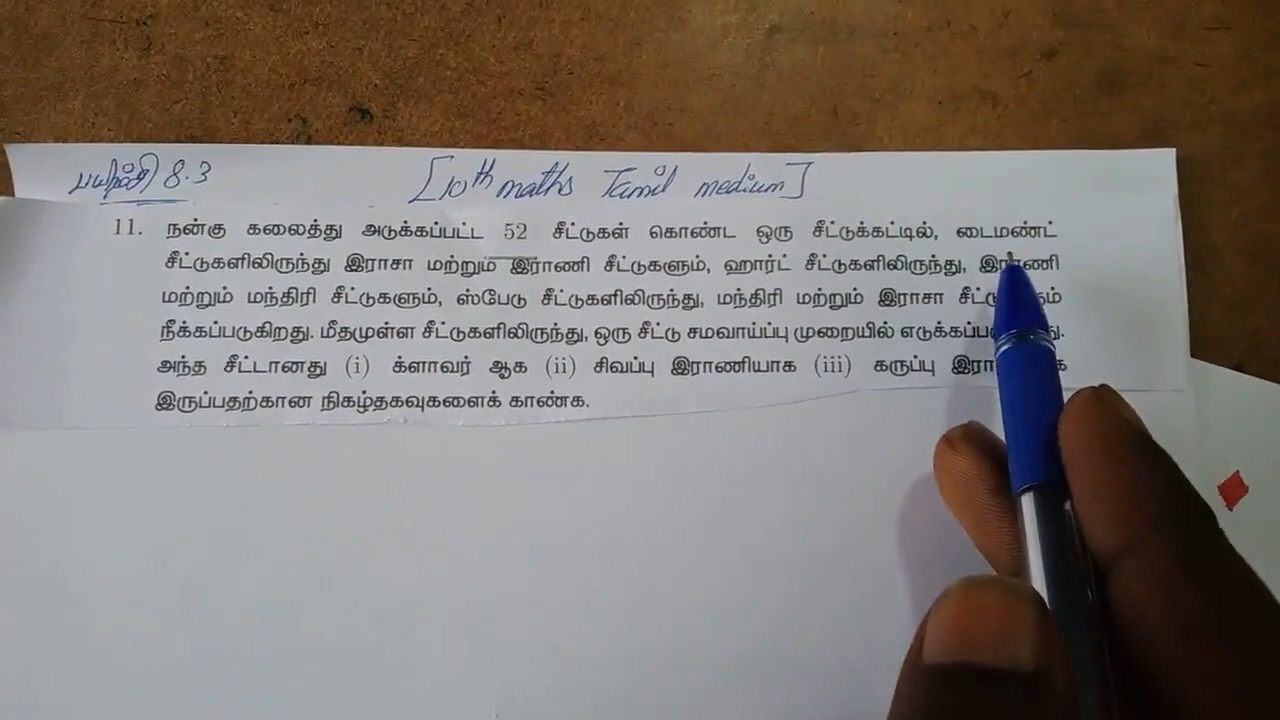 பயிற்சி 8.3
[10th maths Tamil medium]
11. நன்கு கலைத்து அடுக்கப்பட்ட 52 சீட்டுகள் கொண்ட ஒரு சீட்டுக்கட்டில், டைமண்ட்
சீட்டுகளிலிருந்து இராசா மற்றும் இராணி சீட்டுகளும், ஹார்ட் சீட்டுகளிலிருந்து, இராணி
மற்றும் மந்திரி சீட்டுகளும், ஸ்பேடு சீட்டுகளிலிருந்து, மந்திரி மற்றும் இராசா
நீக்கப்படுகிறது. மீதமுள்ள சீட்டுகளிலிருந்து, ஒரு சீட்டு சமவாய்ப்பு முறையில்
அந்த சீட்டானது (i) க்ளாவர் ஆக (ii) சிவப்பு இராணியாக (iii) கருப்பு
இருப்பதற்கான நிகழ்தகவுகளைக் காண்க.